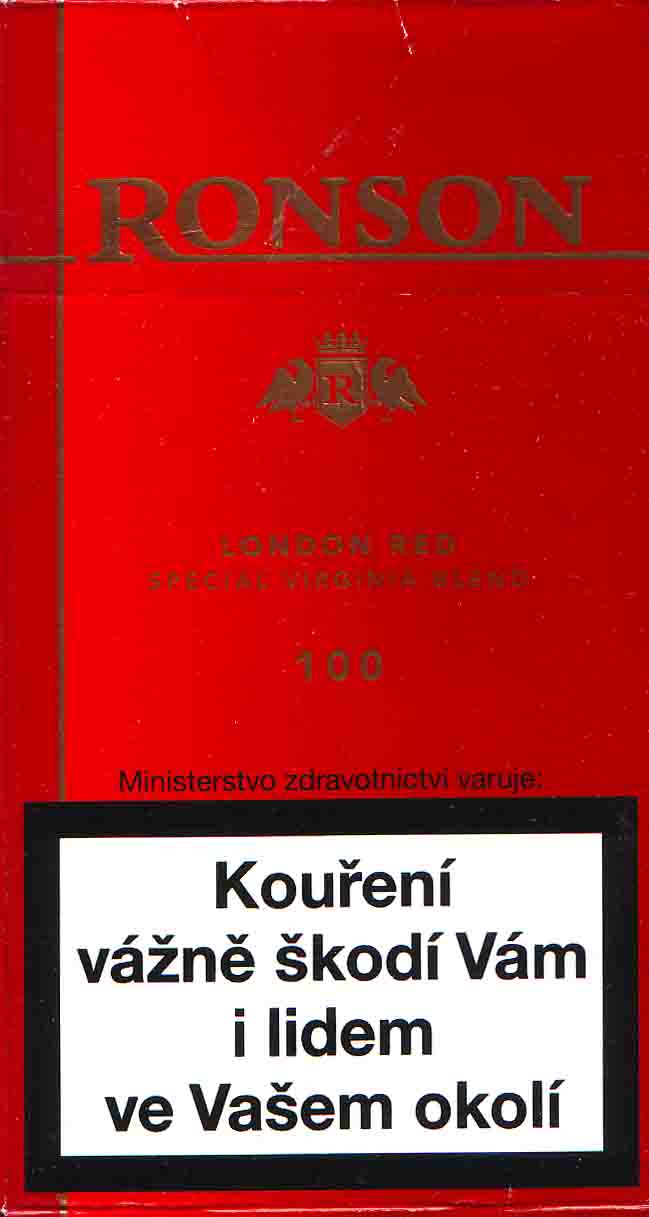 RONSON
R
LONDON RED
SPECIAL VIRGINIA BLEND
100
Ministerstvo zdravotnictví varuje:
Kouření
vážně škodí Vám
i lidem
ve Vašem okolí